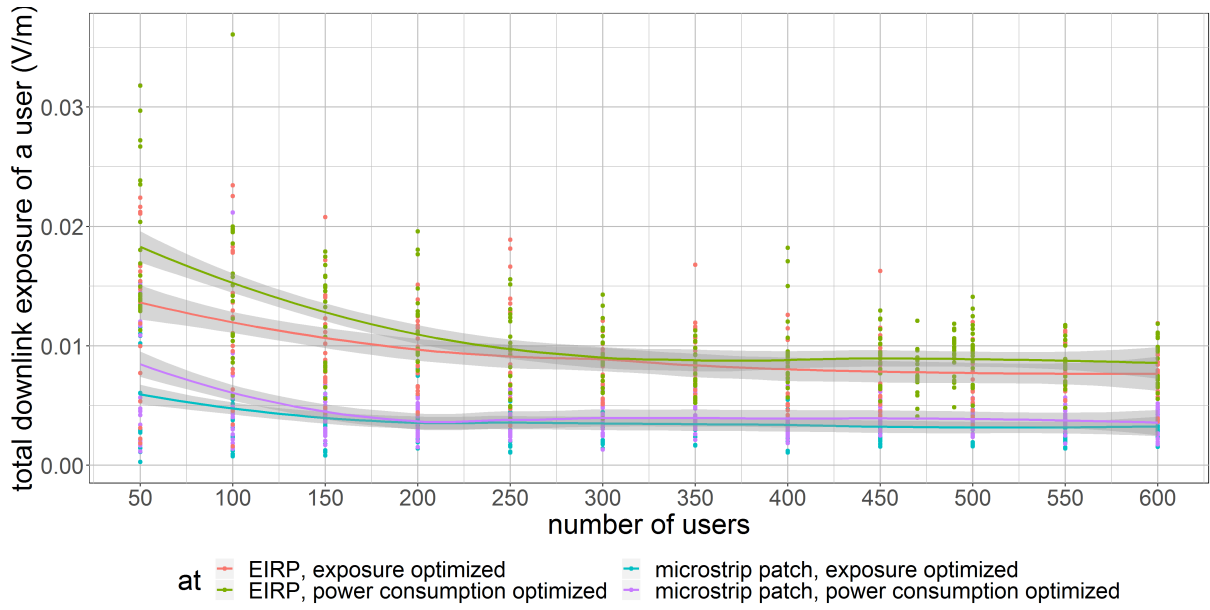 total downlink exposure of a user (V/m)
0.03
0.02
0.01
0.00
50 100 150 200 250 300 350 400 450 500 550 600
number of users
at
EIRP, exposure optimized
EIRP, power consumption optimized
microstrip patch, exposure optimized
microstrip patch, power consumption optimized